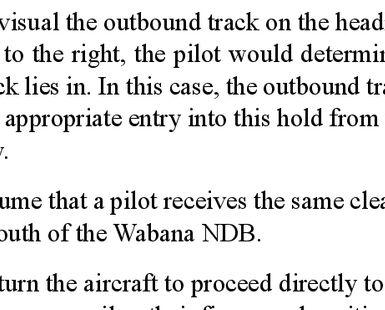 visual the outbound track on the head
to the right, the pilot would determin
ck lies in. In this case, the outbound tra
appropriate entry into this hold from
y.
ume that a pilot receives the same clea
outh of the Wabana NDB.
turn the aircraft to proceed directly to